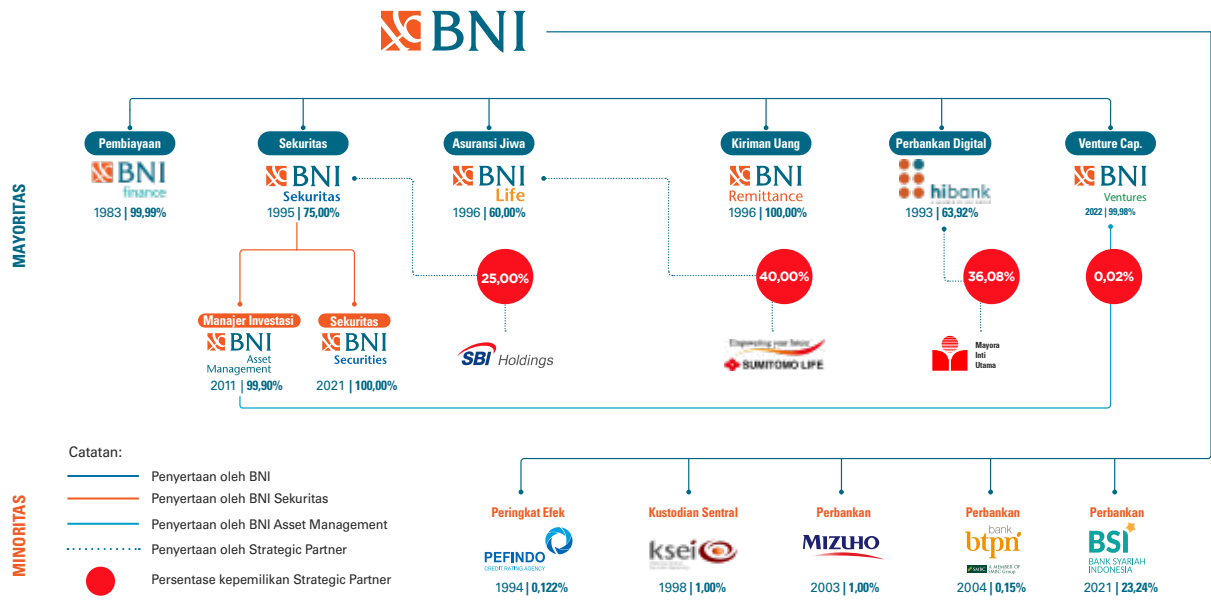 BNI
Pembiayaan
Sekuritas
Asuransi Jiwa
Kiriman Uang
Perbankan Digital
Venture Cap.
BNI
finance
1983 | 99,99%
BNI
Sekuritas
1995 | 75,00%
BNI
Life
1996 | 60,00%
BNI
Remittance
1996 | 100,00%
hibank
1993 | 63,92%
BNI
Ventures
2022 | 99,98%
MAYORITAS
25,00%
40,00%
36,08%
0,02%
Manajer Investasi
BNI
Asset
Management
2011 | 99,90%
Sekuritas
BNI
Securities
2021 | 100,00%
SBI Holdings
Empowering your future
SUMITOMO LIFE
Mayora
Inti
Utama
Catatan:
Penyertaan oleh BNI
Penyertaan oleh BNI Sekuritas
Penyertaan oleh BNI Asset Management
Penyertaan oleh Strategic Partner
Persentase kepemilikan Strategic Partner
MINORITAS
Peringkat Efek
PEFINDO
CREDIT RATING AGENCY
1994 | 0,122%
Kustodian Sentral
ksei
1998 | 1,00%
Perbankan
MIZUHO
2003 | 1,00%
Perbankan
bank
btpn
SMBC A MEMBER OF
SMBC Group
2004 | 0,15%
Perbankan
BSI
BANK SYARIAH
INDONESIA
2021 | 23,24%